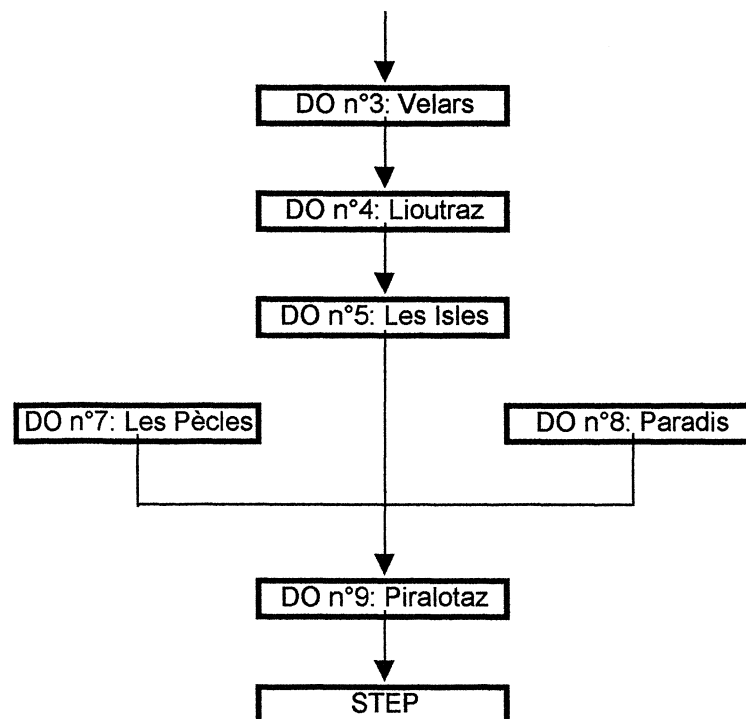 DO n°3: Velars
DO n°4: Lioutraz
DO n°5: Les Isles
DO n°7: Les Pècles
DO n°8: Paradis
DO n°9: Piralotaz
STEP